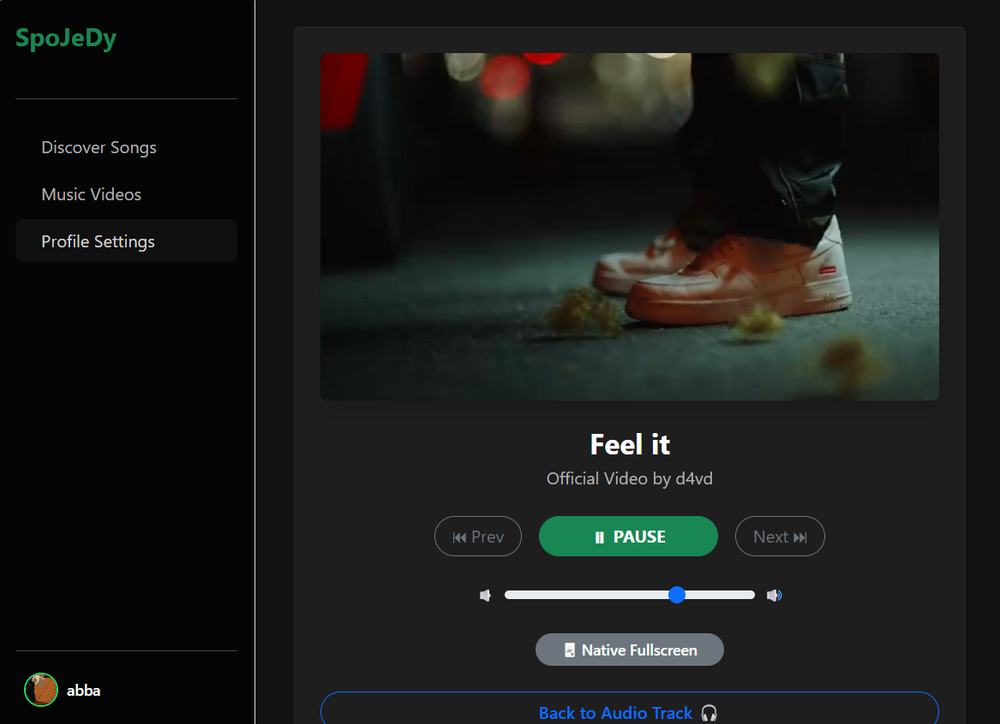 SpoJeDy
Discover Songs
Music Videos
Profile Settings
abba
Feel it
Official Video by d4vd
⏮ Prev
⏸ PAUSE
Next ⏭
Native Fullscreen
Back to Audio Track 🎧